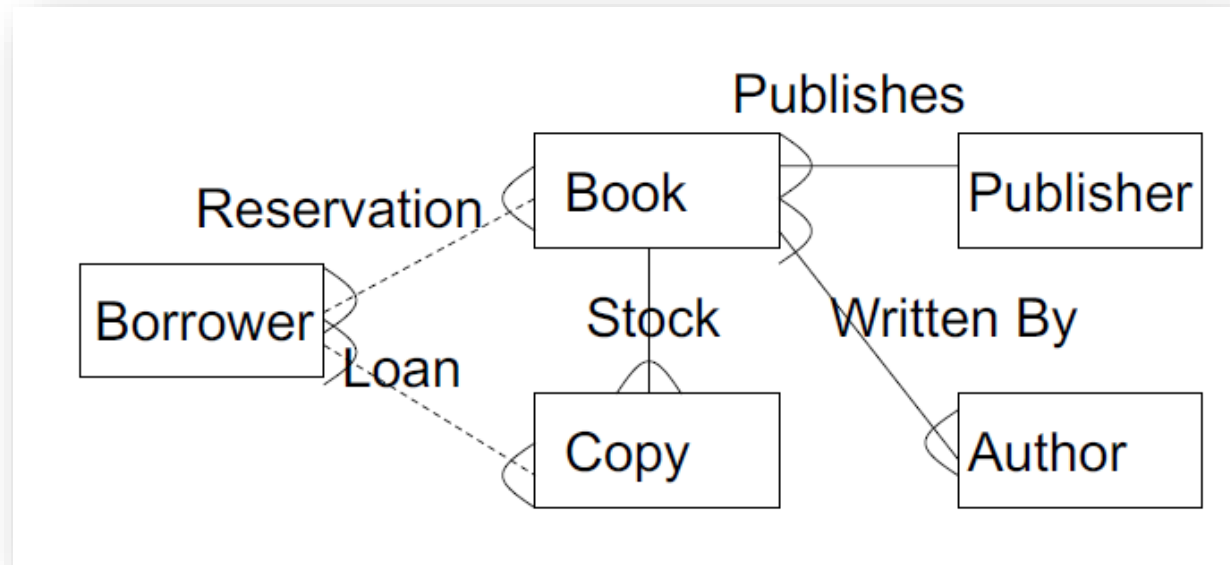 Publishes
Book
Publisher
Reservation
Borrower
Stock
Written By
Loan
Copy
Author